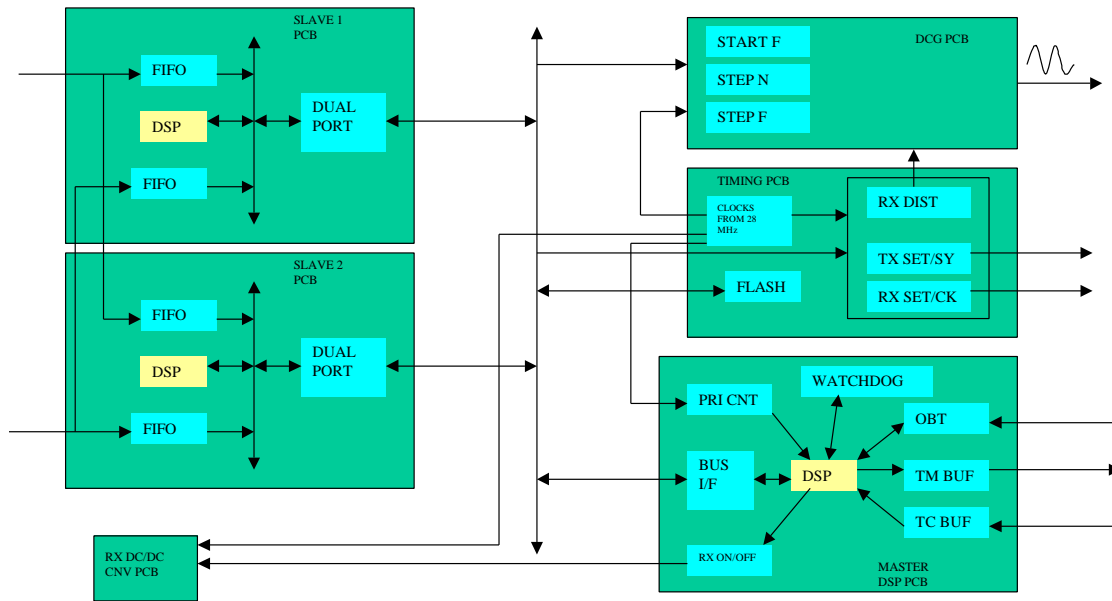 SLAVE 1
PCB
FIFO
DSP
FIFO
DUAL
PORT
SLAVE 2
PCB
FIFO
DSP
FIFO
DUAL
PORT
RX DC/DC
CNV PCB
DCG PCB
START F
STEP N
STEP F
TIMING PCB
CLOCKS
FROM 28
MHz
RX DIST
TX SET/SY
RX SET/CK
FLASH
PRI CNT
WATCHDOG
OBT
BUS
I/F
DSP
TM BUF
TC BUF
RX ON/OFF
MASTER
DSP PCB